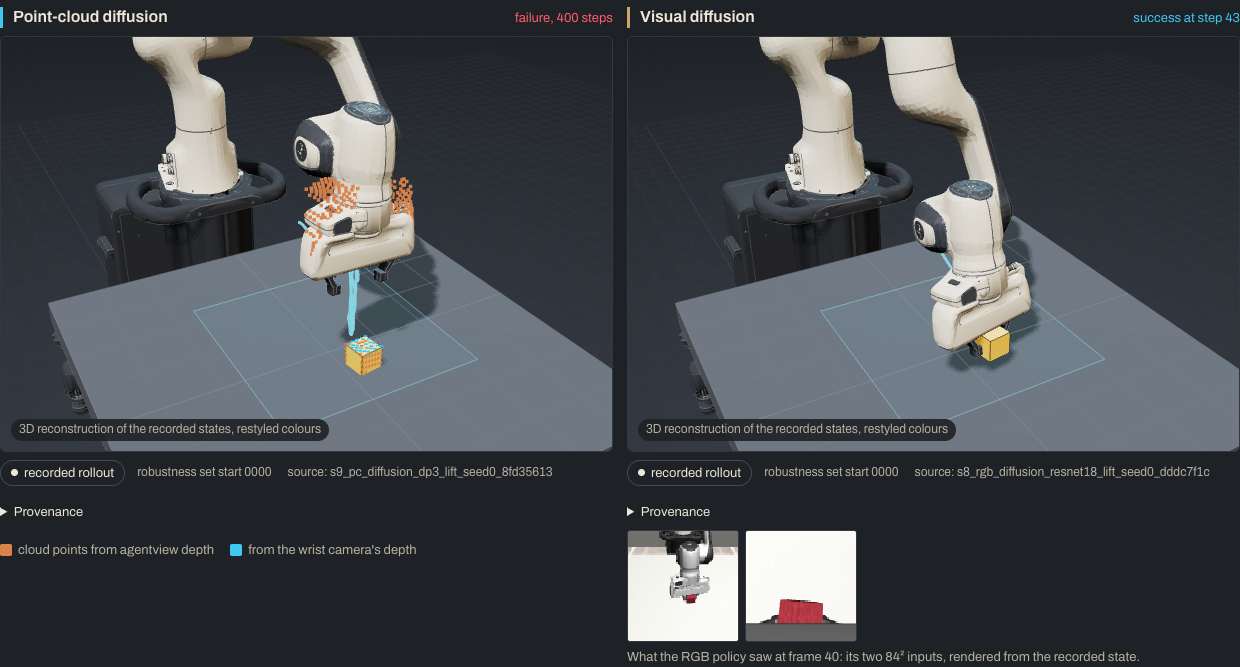 Point-cloud diffusion
failure, 400 steps
3D reconstruction of the recorded states, restyled colours
recorded rollout
robustness set start 0000
source: s9_pc_diffusion_dp3_lift_seed0_8fd35613
Provenance
cloud points from agentview depth
from the wrist camera's depth
Visual diffusion
success at step 43
3D reconstruction of the recorded states, restyled colours
recorded rollout
robustness set start 0000
source: s8_rgb_diffusion_resnet18_lift_seed0_dddc7f1c
Provenance
What the RGB policy saw at frame 40: its two 84² inputs, rendered from the recorded state.